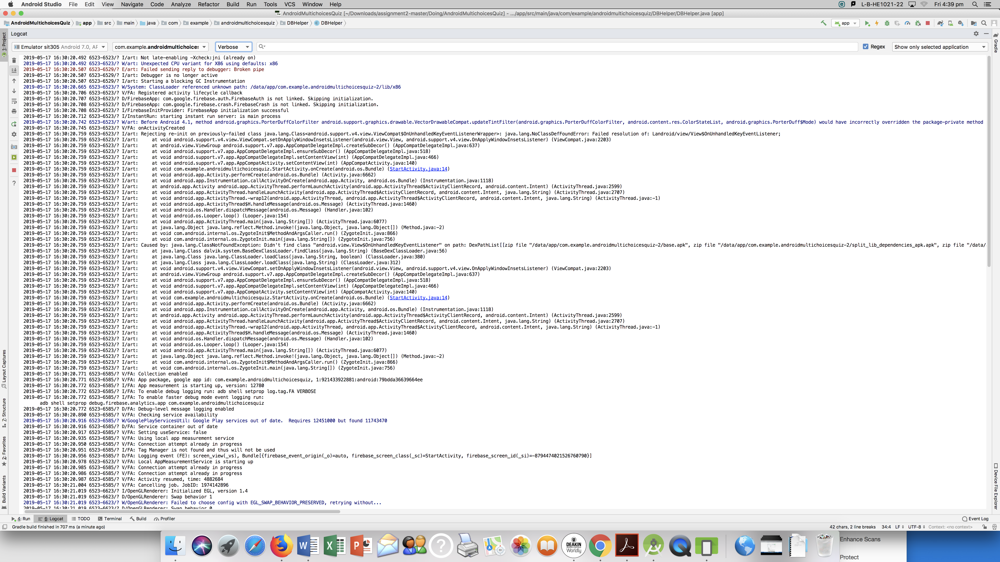 Android Studio File Edit View Navigate Code Analyze Refactor Build Run Tools VCS Window Help L-B-HE1021-22 Fri 4:39 pm
AndroidMultichoicesQuiz [~/Downloads/assignment2-master/Doing/AndroidMultichoicesQuiz] - .../app/src/main/java/com/example/androidmultichoicesquiz/DBHelper/DBHelper.java [app]
AndroidMultichoicesQuiz app src main java com example androidmultichoicesquiz DBHelper DBHelper app
Logcat
Emulator sit305 Android 7.0, AF com.example.androidmultichoices Verbose Regex Show only selected application
2019-05-17 16:30:20.492 6523-6523/? I/art: Not late-enabling -Xcheck:jni (already on)
2019-05-17 16:30:20.492 6523-6523/? W/art: Unexpected CPU variant for X86 using defaults: x86
2019-05-17 16:30:20.507 6523-6529/? E/art: Failed sending reply to debugger: Broken pipe
2019-05-17 16:30:20.507 6523-6529/? I/art: Debugger is no longer active
2019-05-17 16:30:20.507 6523-6529/? I/art: Starting a blocking GC Instrumentation
2019-05-17 16:30:20.665 6523-6523/? W/System: ClassLoader referenced unknown path: /data/app/com.example.androidmultichoicesquiz-2/lib/x86
2019-05-17 16:30:20.706 6523-6523/? V/FA: Registered activity lifecycle callback
2019-05-17 16:30:20.707 6523-6523/? D/FirebaseApp: com.google.firebase.auth.FirebaseAuth is not linked. Skipping initialization.
2019-05-17 16:30:20.708 6523-6523/? D/FirebaseApp: com.google.firebase.crash.FirebaseCrash is not linked. Skipping initialization.
2019-05-17 16:30:20.708 6523-6523/? I/FirebaseInitProvider: FirebaseApp initialization successful
2019-05-17 16:30:20.712 6523-6523/? I/InstantRun: starting instant run server: is main process
2019-05-17 16:30:20.742 6523-6523/? W/art: Before Android 4.1, method android.graphics.PorterDuffColorFilter android.support.graphics.drawable.VectorDrawableCompat.updateTintFilter(android.graphics.PorterDuffColorFilter, android.content.res.ColorStateList, android.graphics.PorterDuff$Mode) would have incorrectly overridden the package-private method
2019-05-17 16:30:20.745 6523-6523/? V/FA: onActivityCreated
2019-05-17 16:30:20.759 6523-6523/? I/art: Rejecting re-init on previously-failed class java.lang.Class<android.support.v4.view.ViewCompat$OnUnhandledKeyEventListenerWrapper>: java.lang.NoClassDefFoundError: Failed resolution of: Landroid/view/View$OnUnhandledKeyEventListener;
2019-05-17 16:30:20.759 6523-6523/? I/art: at void android.support.v4.view.ViewCompat.setOnApplyWindowInsetsListener(android.view.View, android.support.v4.view.OnApplyWindowInsetsListener) (ViewCompat.java:2203)
2019-05-17 16:30:20.759 6523-6523/? I/art: at android.view.ViewGroup android.support.v7.app.AppCompatDelegateImpl.createSubDecor() (AppCompatDelegateImpl.java:637)
2019-05-17 16:30:20.759 6523-6523/? I/art: at void android.support.v7.app.AppCompatDelegateImpl.ensureSubDecor() (AppCompatDelegateImpl.java:518)
2019-05-17 16:30:20.759 6523-6523/? I/art: at void android.support.v7.app.AppCompatDelegateImpl.setContentView(int) (AppCompatDelegateImpl.java:466)
2019-05-17 16:30:20.759 6523-6523/? I/art: at void android.support.v7.app.AppCompatActivity.setContentView(int) (AppCompatActivity.java:140)
2019-05-17 16:30:20.759 6523-6523/? I/art: at void com.example.androidmultichoicesquiz.StartActivity.onCreate(android.os.Bundle) (StartActivity.java:14)
2019-05-17 16:30:20.759 6523-6523/? I/art: at void android.app.Activity.performCreate(android.os.Bundle) (Activity.java:6662)
2019-05-17 16:30:20.759 6523-6523/? I/art: at void android.app.Instrumentation.callActivityOnCreate(android.app.Activity, android.os.Bundle) (Instrumentation.java:1118)
2019-05-17 16:30:20.759 6523-6523/? I/art: at android.app.Activity android.app.ActivityThread.performLaunchActivity(android.app.ActivityThread$ActivityClientRecord, android.content.Intent) (ActivityThread.java:2599)
2019-05-17 16:30:20.759 6523-6523/? I/art: at void android.app.ActivityThread.handleLaunchActivity(android.app.ActivityThread$ActivityClientRecord, android.content.Intent, java.lang.String) (ActivityThread.java:2707)
2019-05-17 16:30:20.759 6523-6523/? I/art: at void android.app.ActivityThread.-wrap12(android.app.ActivityThread, android.app.ActivityThread$ActivityClientRecord, android.content.Intent, java.lang.String) (ActivityThread.java:-1)
2019-05-17 16:30:20.759 6523-6523/? I/art: at void android.app.ActivityThread$H.handleMessage(android.os.Message) (ActivityThread.java:1460)
2019-05-17 16:30:20.759 6523-6523/? I/art: at void android.os.Handler.dispatchMessage(android.os.Message) (Handler.java:102)
2019-05-17 16:30:20.759 6523-6523/? I/art: at void android.os.Looper.loop() (Looper.java:154)
2019-05-17 16:30:20.759 6523-6523/? I/art: at void android.app.ActivityThread.main(java.lang.String[]) (ActivityThread.java:6077)
2019-05-17 16:30:20.759 6523-6523/? I/art: at java.lang.Object java.lang.reflect.Method.invoke!(java.lang.Object, java.lang.Object[]) (Method.java:-2)
2019-05-17 16:30:20.759 6523-6523/? I/art: at void com.android.internal.os.ZygoteInit$MethodAndArgsCaller.run() (ZygoteInit.java:866)
2019-05-17 16:30:20.759 6523-6523/? I/art: at void com.android.internal.os.ZygoteInit.main(java.lang.String[]) (ZygoteInit.java:756)
2019-05-17 16:30:20.759 6523-6523/? I/art: Caused by: java.lang.ClassNotFoundException: Didn't find class "android.view.View$OnUnhandledKeyEventListener" on path: DexPathList[[zip file "/data/app/com.example.androidmultichoicesquiz-2/base.apk", zip file "/data/app/com.example.androidmultichoicesquiz-2/split_lib_dependencies_apk.apk", zip file "/data/
2019-05-17 16:30:20.759 6523-6523/? I/art: at java.lang.Class dalvik.system.BaseDexClassLoader.findClass(java.lang.String) (BaseDexClassLoader.java:56)
2019-05-17 16:30:20.759 6523-6523/? I/art: at java.lang.Class java.lang.ClassLoader.loadClass(java.lang.String, boolean) (ClassLoader.java:380)
2019-05-17 16:30:20.759 6523-6523/? I/art: at java.lang.Class java.lang.ClassLoader.loadClass(java.lang.String) (ClassLoader.java:312)
2019-05-17 16:30:20.759 6523-6523/? I/art: at void android.support.v4.view.ViewCompat.setOnApplyWindowInsetsListener(android.view.View, android.support.v4.view.OnApplyWindowInsetsListener) (ViewCompat.java:2203)
2019-05-17 16:30:20.759 6523-6523/? I/art: at android.view.ViewGroup android.support.v7.app.AppCompatDelegateImpl.createSubDecor() (AppCompatDelegateImpl.java:637)
2019-05-17 16:30:20.759 6523-6523/? I/art: at void android.support.v7.app.AppCompatDelegateImpl.ensureSubDecor() (AppCompatDelegateImpl.java:518)
2019-05-17 16:30:20.759 6523-6523/? I/art: at void android.support.v7.app.AppCompatDelegateImpl.setContentView(int) (AppCompatDelegateImpl.java:466)
2019-05-17 16:30:20.759 6523-6523/? I/art: at void android.support.v7.app.AppCompatActivity.setContentView(int) (AppCompatActivity.java:140)
2019-05-17 16:30:20.759 6523-6523/? I/art: at void com.example.androidmultichoicesquiz.StartActivity.onCreate(android.os.Bundle) (StartActivity.java:14)
2019-05-17 16:30:20.759 6523-6523/? I/art: at void android.app.Activity.performCreate(android.os.Bundle) (Activity.java:6662)
2019-05-17 16:30:20.759 6523-6523/? I/art: at void android.app.Instrumentation.callActivityOnCreate(android.app.Activity, android.os.Bundle) (Instrumentation.java:1118)
2019-05-17 16:30:20.759 6523-6523/? I/art: at android.app.Activity android.app.ActivityThread.performLaunchActivity(android.app.ActivityThread$ActivityClientRecord, android.content.Intent) (ActivityThread.java:2599)
2019-05-17 16:30:20.759 6523-6523/? I/art: at void android.app.ActivityThread.handleLaunchActivity(android.app.ActivityThread$ActivityClientRecord, android.content.Intent, java.lang.String) (ActivityThread.java:2707)
2019-05-17 16:30:20.759 6523-6523/? I/art: at void android.app.ActivityThread.-wrap12(android.app.ActivityThread, android.app.ActivityThread$ActivityClientRecord, android.content.Intent, java.lang.String) (ActivityThread.java:-1)
2019-05-17 16:30:20.759 6523-6523/? I/art: at void android.app.ActivityThread$H.handleMessage(android.os.Message) (ActivityThread.java:1460)
2019-05-17 16:30:20.759 6523-6523/? I/art: at void android.os.Handler.dispatchMessage(android.os.Message) (Handler.java:102)
2019-05-17 16:30:20.759 6523-6523/? I/art: at void android.os.Looper.loop() (Looper.java:154)
2019-05-17 16:30:20.759 6523-6523/? I/art: at void android.app.ActivityThread.main(java.lang.String[]) (ActivityThread.java:6077)
2019-05-17 16:30:20.759 6523-6523/? I/art: at java.lang.Object java.lang.reflect.Method.invoke!(java.lang.Object, java.lang.Object[]) (Method.java:-2)
2019-05-17 16:30:20.759 6523-6523/? I/art: at void com.android.internal.os.ZygoteInit$MethodAndArgsCaller.run() (ZygoteInit.java:866)
2019-05-17 16:30:20.759 6523-6523/? I/art: at void com.android.internal.os.ZygoteInit.main(java.lang.String[]) (ZygoteInit.java:756)
2019-05-17 16:30:20.771 6523-6585/? V/FA: Collection enabled
2019-05-17 16:30:20.771 6523-6585/? V/FA: App package, google app id: com.example.androidmultichoicesquiz, 1:921433922881:android:79bdda36639664ee
2019-05-17 16:30:20.772 6523-6585/? I/FA: App measurement is starting up, version: 12780
2019-05-17 16:30:20.772 6523-6585/? I/FA: To enable debug logging run: adb shell setprop log.tag.FA VERBOSE
2019-05-17 16:30:20.772 6523-6585/? I/FA: To enable faster debug mode event logging run:
adb shell setprop debug.firebase.analytics.app com.example.androidmultichoicesquiz
2019-05-17 16:30:20.772 6523-6585/? D/FA: Debug-level message logging enabled
2019-05-17 16:30:20.890 6523-6585/? V/FA: Checking service availability
2019-05-17 16:30:20.916 6523-6585/? W/GooglePlayServicesUtil: Google Play services out of date. Requires 12451000 but found 11743470
2019-05-17 16:30:20.916 6523-6585/? D/FA: Service container out of date
2019-05-17 16:30:20.917 6523-6585/? V/FA: Setting useService: false
2019-05-17 16:30:20.935 6523-6585/? V/FA: Using local app measurement service
2019-05-17 16:30:20.950 6523-6585/? V/FA: Connection attempt already in progress
2019-05-17 16:30:20.951 6523-6585/? I/FA: Tag Manager is not found and thus will not be used
2019-05-17 16:30:20.956 6523-6585/? D/FA: Logging event (FE): screen_view(_vs), Bundle[{firebase_event_origin(_o)=auto, firebase_screen_class(_sc)=StartActivity, firebase_screen_id(_si)=-8794474021526760790}]
2019-05-17 16:30:20.978 6523-6523/? V/FA: Local AppMeasurementService is starting up
2019-05-17 16:30:20.985 6523-6585/? V/FA: Connection attempt already in progress
2019-05-17 16:30:20.986 6523-6585/? V/FA: Connection attempt already in progress
2019-05-17 16:30:20.987 6523-6585/? V/FA: Activity resumed, time: 4882684
2019-05-17 16:30:21.004 6523-6585/? V/FA: Cancelling job. JobID: 1974142896
2019-05-17 16:30:21.019 6523-6623/? I/OpenGLRenderer: Initialized EGL, version 1.4
2019-05-17 16:30:21.019 6523-6623/? D/OpenGLRenderer: Swap behavior 1
2019-05-17 16:30:21.019 6523-6623/? W/OpenGLRenderer: Failed to choose config with EGL_SWAP_BEHAVIOR_PRESERVED, retrying without...
2019-05-17 16:30:21.019 6523-6623/? D/OpenGLRenderer: Swap behavior 0
1: Project
Layout Captures
Z: Structure
2: Favorites
Build Variants
Gradle
Device File Explorer
4: Run 6: Logcat TODO Terminal Build Profiler Event Log
Gradle build finished in 707 ms (a minute ago) 42 chars, 2 line breaks 34:4 LF UTF-8 Context: <no context>
DEAKIN
Worldly
3D
Enhance Scans
Protect